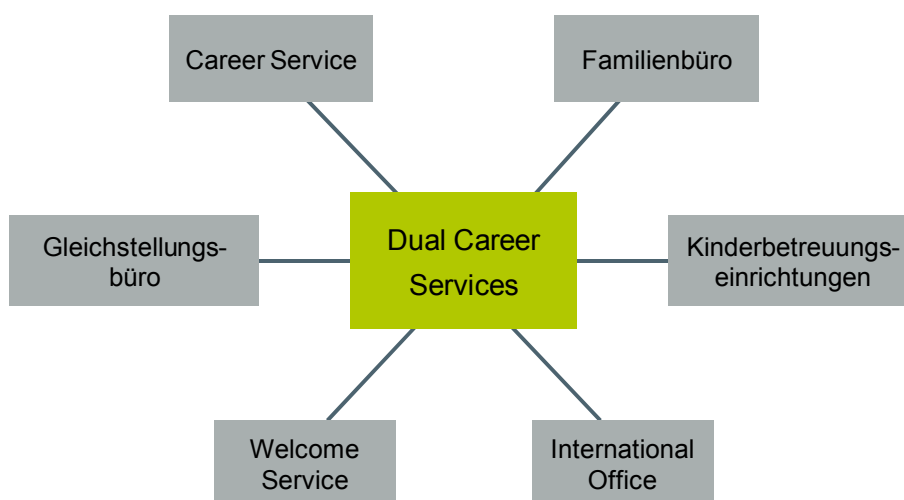 Career Service
Familienbüro
Gleichstellungs-
büro
Dual Career
Services
Kinderbetreuungs-
einrichtungen
Welcome
Service
International
Office